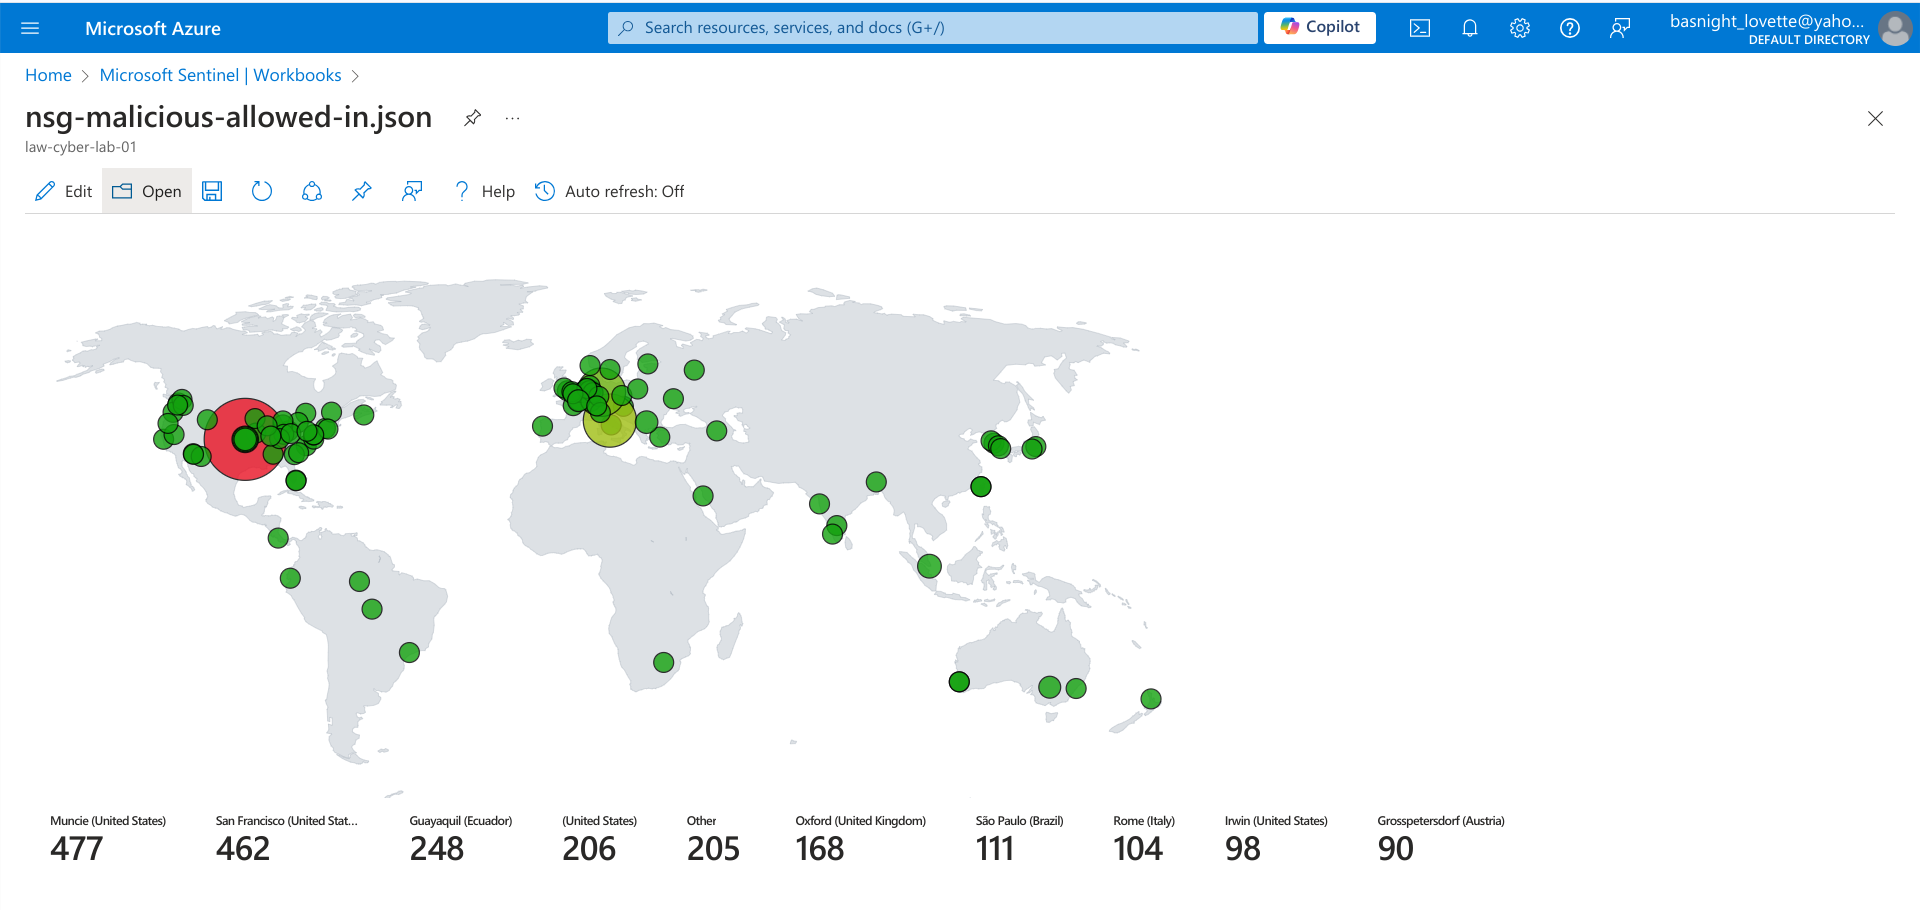 Microsoft Azure
Search resources, services, and docs (G+/)
Copilot
basnight_lovette@yaho...
DEFAULT DIRECTORY
Home > Microsoft Sentinel | Workbooks >
nsg-malicious-allowed-in.json
...
law-cyber-lab-01
Edit
Open
Help
Auto refresh: Off
Muncie (United States)
477
San Francisco (United Stat...
462
Guayaquil (Ecuador)
248
(United States)
206
Other
205
Oxford (United Kingdom)
168
São Paulo (Brazil)
111
Rome (Italy)
104
Irwin (United States)
98
Grosspetersdorf (Austria)
90